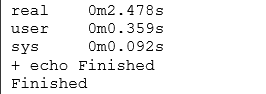 real    0m2.478s
user    0m0.359s
sys     0m0.092s
+ echo Finished
Finished